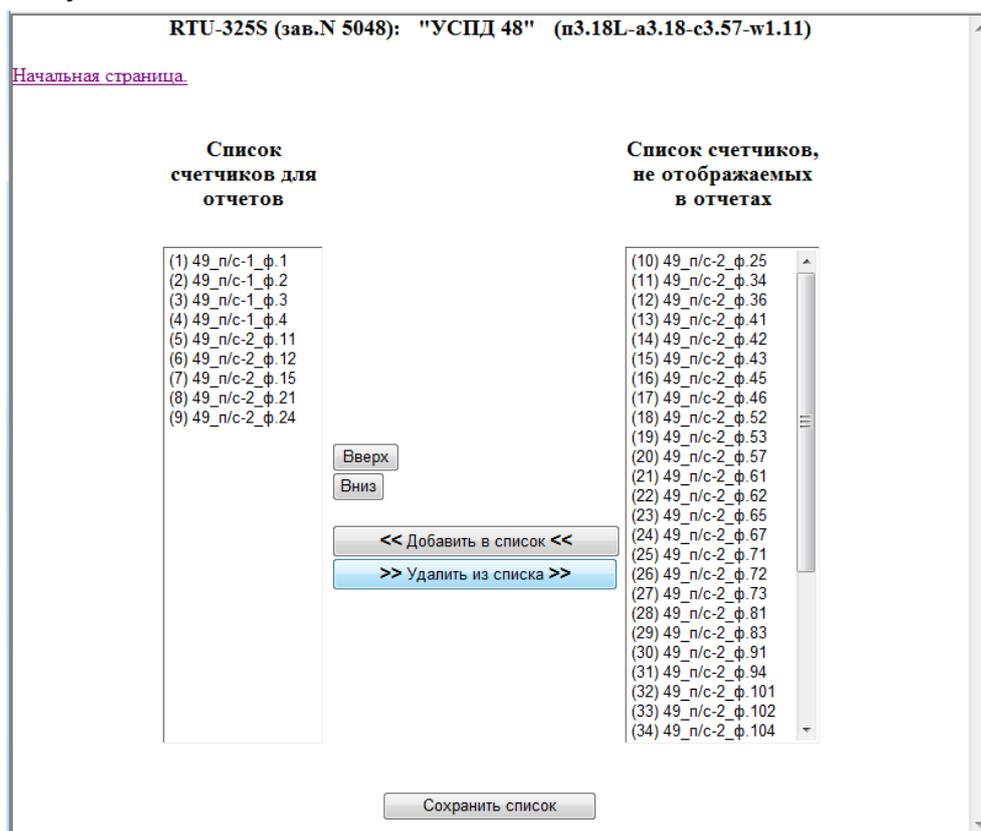 RTU-325S (зав.N 5048): "УСПД 48" (п3.18L-а3.18-с3.57-w1.11)
Начальная страница.
Список
счетчиков для
отчетов
(1) 49_п/с-1_ф.1
(2) 49_п/с-1_ф.2
(3) 49_п/с-1_ф.3
(4) 49_п/с-1_ф.4
(5) 49_п/с-2_ф.11
(6) 49_п/с-2_ф.12
(7) 49_п/с-2_ф.15
(8) 49_п/с-2_ф.21
(9) 49_п/с-2_ф.24
Вверх
Вниз
<< Добавить в список <<
>> Удалить из списка >>
Список счетчиков,
не отображаемых
в отчетах
(10) 49_п/с-2_ф.25
(11) 49_п/с-2_ф.34
(12) 49_п/с-2_ф.36
(13) 49_п/с-2_ф.41
(14) 49_п/с-2_ф.42
(15) 49_п/с-2_ф.43
(16) 49_п/с-2_ф.45
(17) 49_п/с-2_ф.46
(18) 49_п/с-2_ф.52
(19) 49_п/с-2_ф.53
(20) 49_п/с-2_ф.57
(21) 49_п/с-2_ф.61
(22) 49_п/с-2_ф.62
(23) 49_п/с-2_ф.65
(24) 49_п/с-2_ф.67
(25) 49_п/с-2_ф.71
(26) 49_п/с-2_ф.72
(27) 49_п/с-2_ф.73
(28) 49_п/с-2_ф.81
(29) 49_п/с-2_ф.83
(30) 49_п/с-2_ф.91
(31) 49_п/с-2_ф.94
(32) 49_п/с-2_ф.101
(33) 49_п/с-2_ф.102
(34) 49_п/с-2_ф.104
Сохранить список